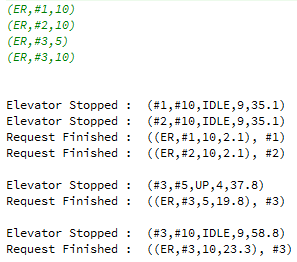 (ER,#1,10)
(ER,#2,10)
(ER,#3,5)
(ER,#3,10)
Elevator Stopped : (#1,#10,IDLE,9,35.1)
Elevator Stopped : (#2,#10,IDLE,9,35.1)
Request Finished : ((ER,#1,10,2.1), #1)
Request Finished : ((ER,#2,10,2.1), #2)
Elevator Stopped : (#3,#5,UP,4,37.8)
Request Finished : ((ER,#3,5,19.8), #3)
Elevator Stopped : (#3,#10,IDLE,9,58.8)
Request Finished : ((ER,#3,10,23.3), #3)